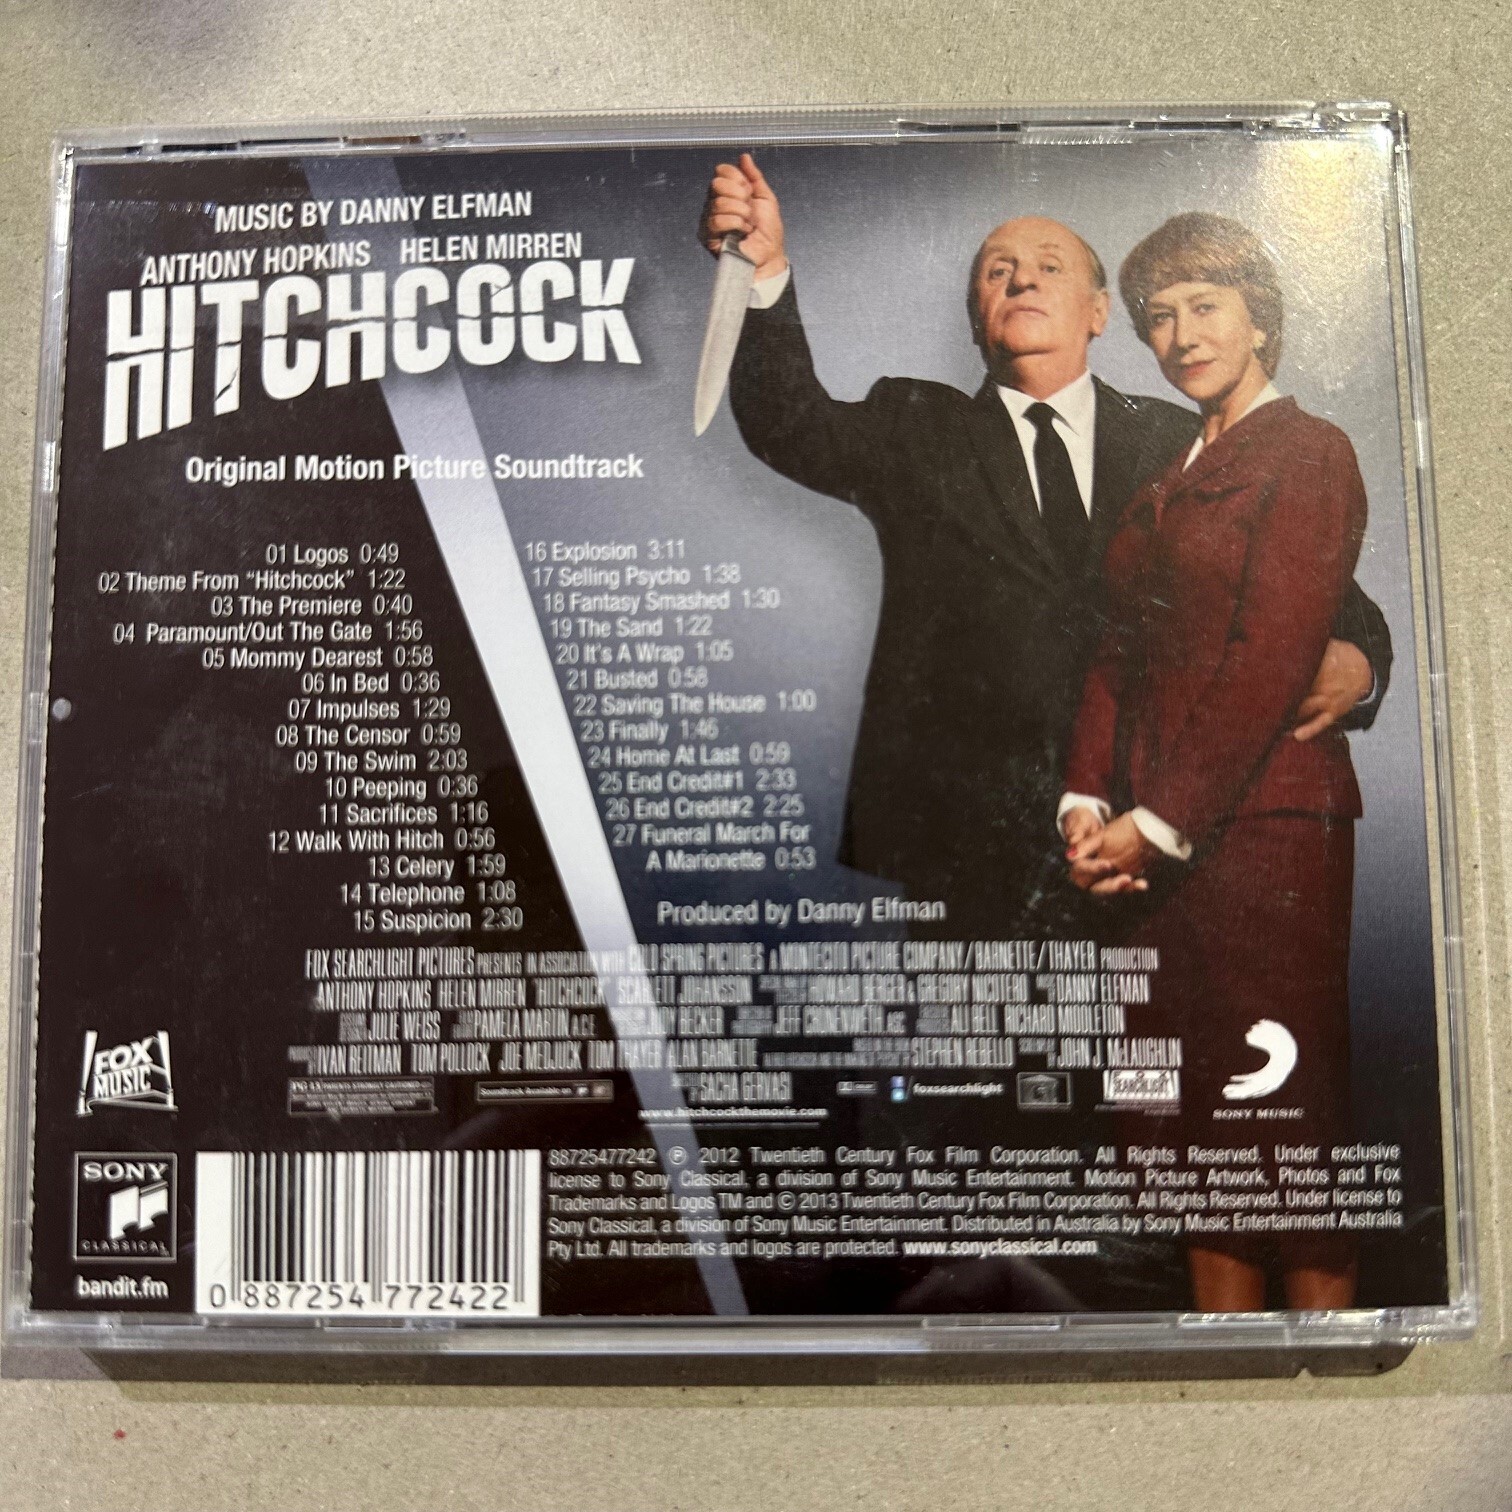 MUSIC BY DANNY ELFMAN
ANTHONY HOPKINS HELEN MIRREN
HITCHCOCK
Original Motion Picture Soundtrack
01 Logos 0:49
02 Theme From "Hitchcock" 1:22
03 The Premiere 0:40
04 Paramount/Out The Gate 1:56
05 Mommy Dearest 0:58
06 In Bed 0:36
07 Impulses 1:29
08 The Censor 0:59
09 The Swim 2:03
10 Peeping 0:36
11 Sacrifices 1:16
12 Walk With Hitch 0:56
13 Celery 1:59
14 Telephone 1:08
15 Suspicion 2:30
16 Explosion 3:11
17 Selling Psycho 1:38
18 Fantasy Smashed 1:30
19 The Sand 1:22
20 It's A Wrap 1:05
21 Busted 0:58
22 Saving The House 1:00
23 Finally 1:46
24 Home At Last 0:59
25 End Credit#1 2:33
26 End Credit#2 2:25
27 Funeral March For
A Marionette 0:53
Produced by Danny Elfman
FOX SEARCHLIGHT PICTURES PRESENTS IN ASSOCIATION WITH COLD SPRING PICTURES A MONTECITO PICTURE COMPANY/BARNETTE/THAYER PRODUCTION
ANTHONY HOPKINS HELEN MIRREN "HITCHCOCK" SCARLETT JOHANSSON HOWARD BERGER & GREGORY NICOTERO DANNY ELFMAN
JULIE WEISS PAMELA MARTIN A.C.E. JUDY BECKER JEFF CRONENWETH, ASC ALI BELL RICHARD MIDDLETON
IVAN REITMAN TOM POLLOCK JOE MEDJUCK TOM THAYER ALAN BARNETTE STEPHEN REBELLO JOHN J. McLAUGHLIN
SACHA GERVASI
foxsearchlight
www.hitchcockthemovie.com
FOX
MUSIC
SEARCHLIGHT
SONY MUSIC
SONY
CLASSICAL
bandit.fm
0 887254 772422
88725477242 ℗ 2012 Twentieth Century Fox Film Corporation. All Rights Reserved. Under exclusive
license to Sony Classical, a division of Sony Music Entertainment. Motion Picture Artwork, Photos and Fox
Trademarks and Logos TM and © 2013 Twentieth Century Fox Film Corporation. All Rights Reserved. Under license to
Sony Classical, a division of Sony Music Entertainment. Distributed in Australia by Sony Music Entertainment Australia
Pty Ltd. All trademarks and logos are protected. www.sonyclassical.com